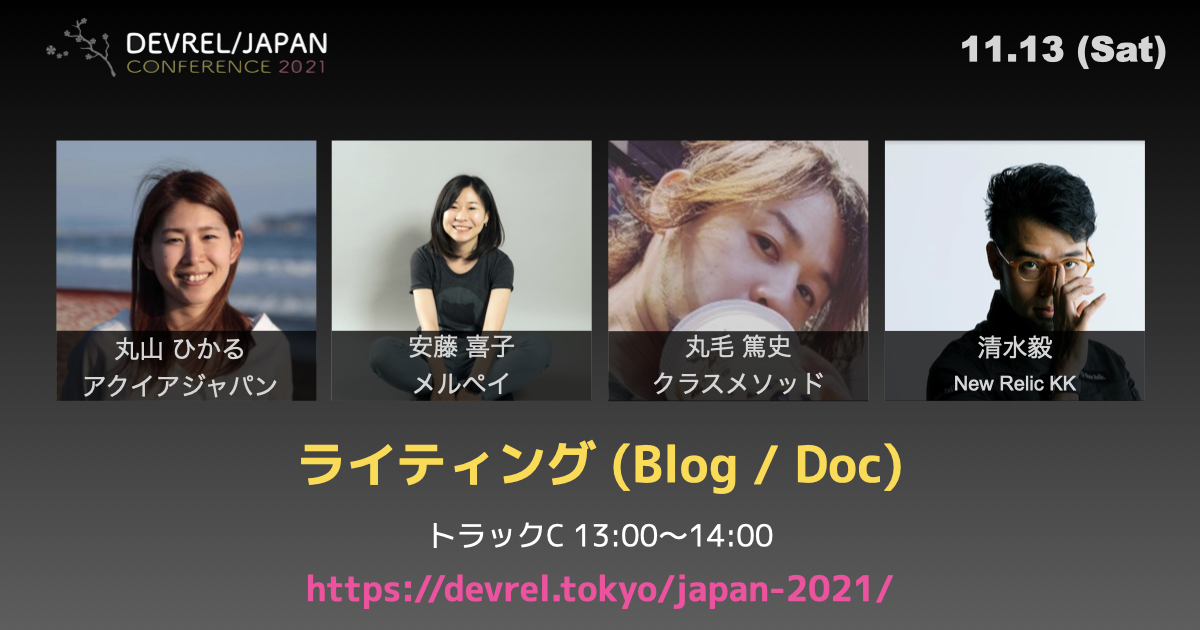 DEVREL/JAPAN
CONFERENCE 2021
11.13 (Sat)
丸山 ひかる
アクイアジャパン
安藤 喜子
メルペイ
丸毛 篤史
クラスメソッド
清水毅
New Relic KK
ライティング (Blog / Doc)
トラックC 13:00〜14:00
https://devrel.tokyo/japan-2021/